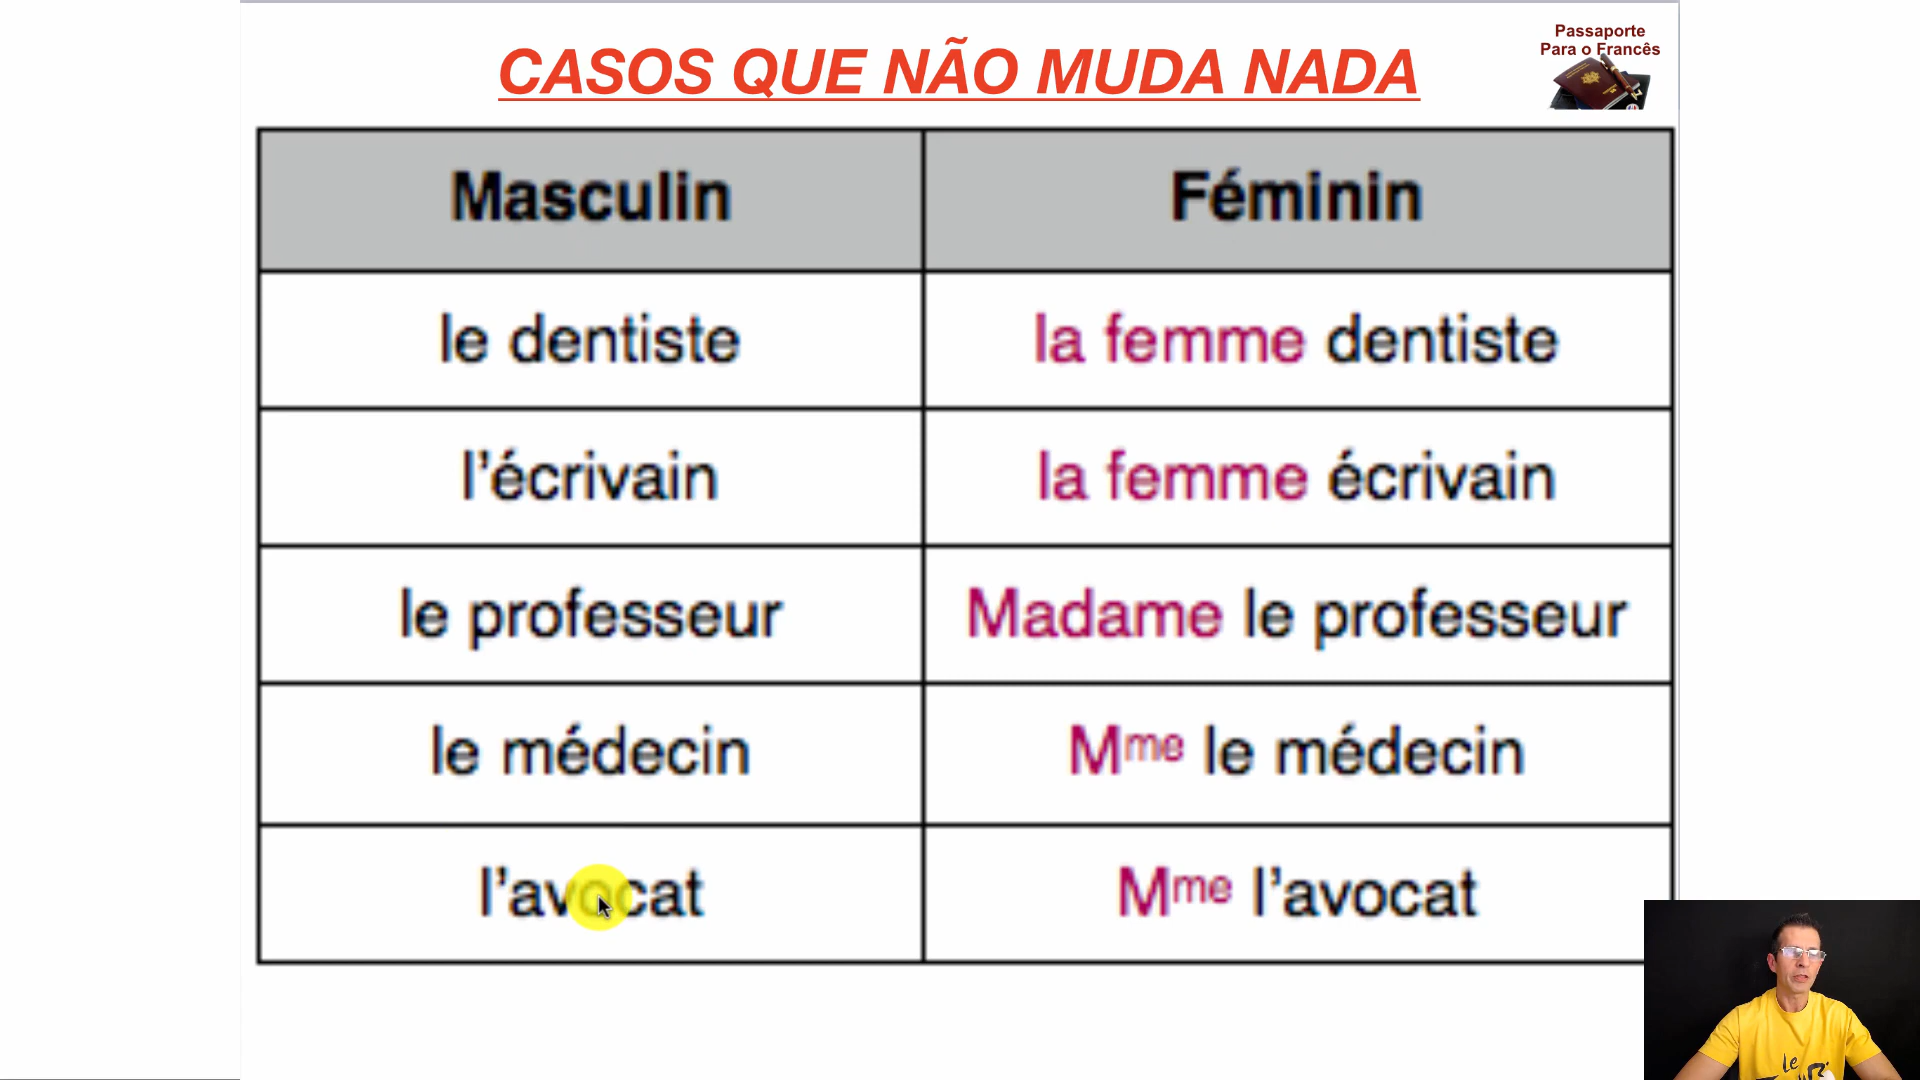 CASOS QUE NÃO MUDA NADA
Passaporte
Para o Francês
Masculin Féminin
le dentiste la femme dentiste
l'écrivain la femme écrivain
le professeur Madame le professeur
le médecin Mme le médecin
l'avocat Mme l'avocat
Le